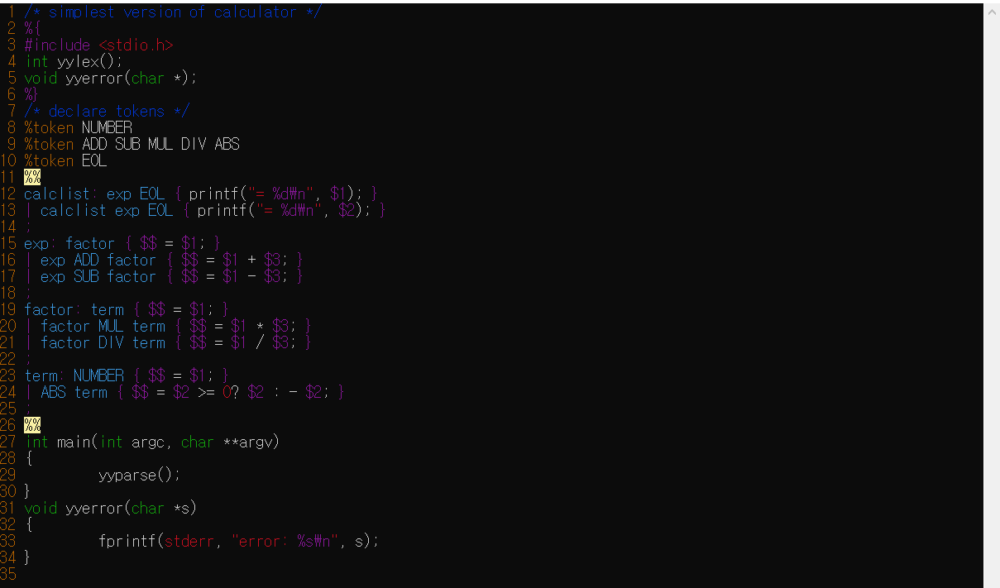 1 /* simplest version of calculator */
2 %{
3 #include <stdio.h>
4 int yylex();
5 void yyerror(char *);
6 %}
7 /* declare tokens */
8 %token NUMBER
9 %token ADD SUB MUL DIV ABS
10 %token EOL
11 %%
12 calclist: exp EOL { printf("= %d₩n", $1); }
13 | calclist exp EOL { printf("= %d₩n", $2); }
14 ;
15 exp: factor { $$ = $1; }
16 | exp ADD factor { $$ = $1 + $3; }
17 | exp SUB factor { $$ = $1 - $3; }
18 ;
19 factor: term { $$ = $1; }
20 | factor MUL term { $$ = $1 * $3; }
21 | factor DIV term { $$ = $1 / $3; }
22 ;
23 term: NUMBER { $$ = $1; }
24 | ABS term { $$ = $2 >= 0? $2 : - $2; }
25 ;
26 %%
27 int main(int argc, char **argv)
28 {
29         yyparse();
30 }
31 void yyerror(char *s)
32 {
33         fprintf(stderr, "error: %s₩n", s);
34 }
35